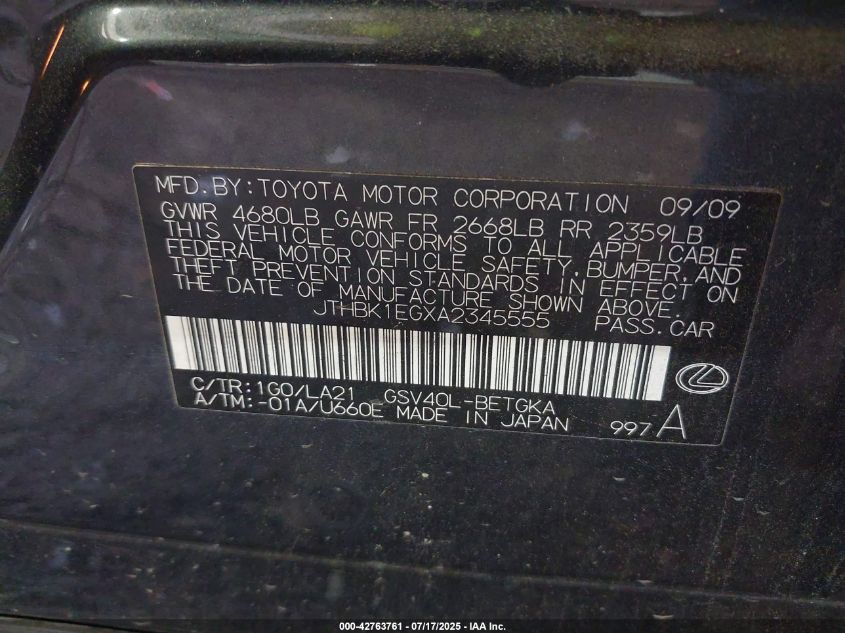 MFD. BY: TOYOTA MOTOR CORPORATION 09/09
GVWR 4680LB GAWR FR 2668LB RR 2359LB
THIS VEHICLE CONFORMS TO ALL APPLICABLE
FEDERAL MOTOR VEHICLE SAFETY, BUMPER, AND
THEFT PREVENTION STANDARDS IN EFFECT ON
THE DATE OF MANUFACTURE SHOWN ABOVE.
JTHBK1EGXA2345555 PASS. CAR
C/TR: 1G0/LA21 GSV40L-BETGKA
A/TM: -01A/U660E MADE IN JAPAN 997 A
000-42763761 - 07/17/2025 - IAA Inc.